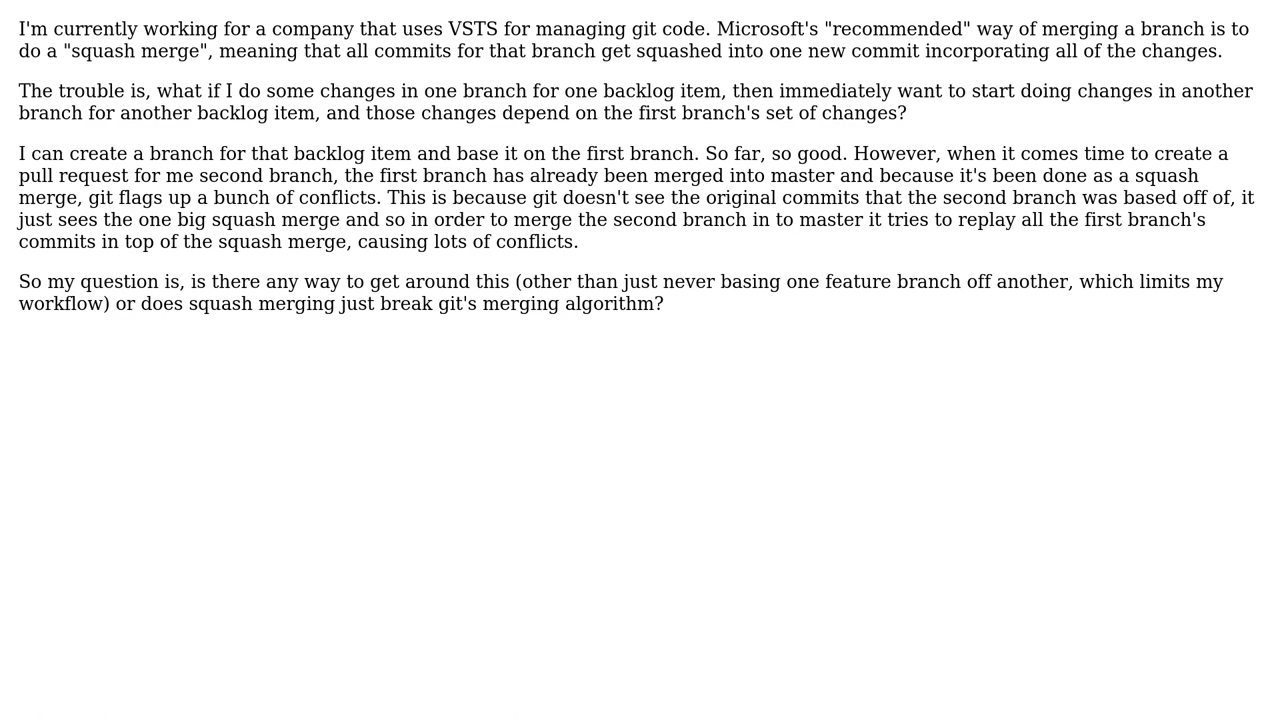 I'm currently working for a company that uses VSTS for managing git code. Microsoft's "recommended" way of merging a branch is to
do a "squash merge", meaning that all commits for that branch get squashed into one new commit incorporating all of the changes.
The trouble is, what if I do some changes in one branch for one backlog item, then immediately want to start doing changes in another
branch for another backlog item, and those changes depend on the first branch's set of changes?
I can create a branch for that backlog item and base it on the first branch. So far, so good. However, when it comes time to create a
pull request for me second branch, the first branch has already been merged into master and because it's been done as a squash
merge, git flags up a bunch of conflicts. This is because git doesn't see the original commits that the second branch was based off of, it
just sees the one big squash merge and so in order to merge the second branch in to master it tries to replay all the first branch's
commits in top of the squash merge, causing lots of conflicts.
So my question is, is there any way to get around this (other than just never basing one feature branch off another, which limits my
workflow) or does squash merging just break git's merging algorithm?